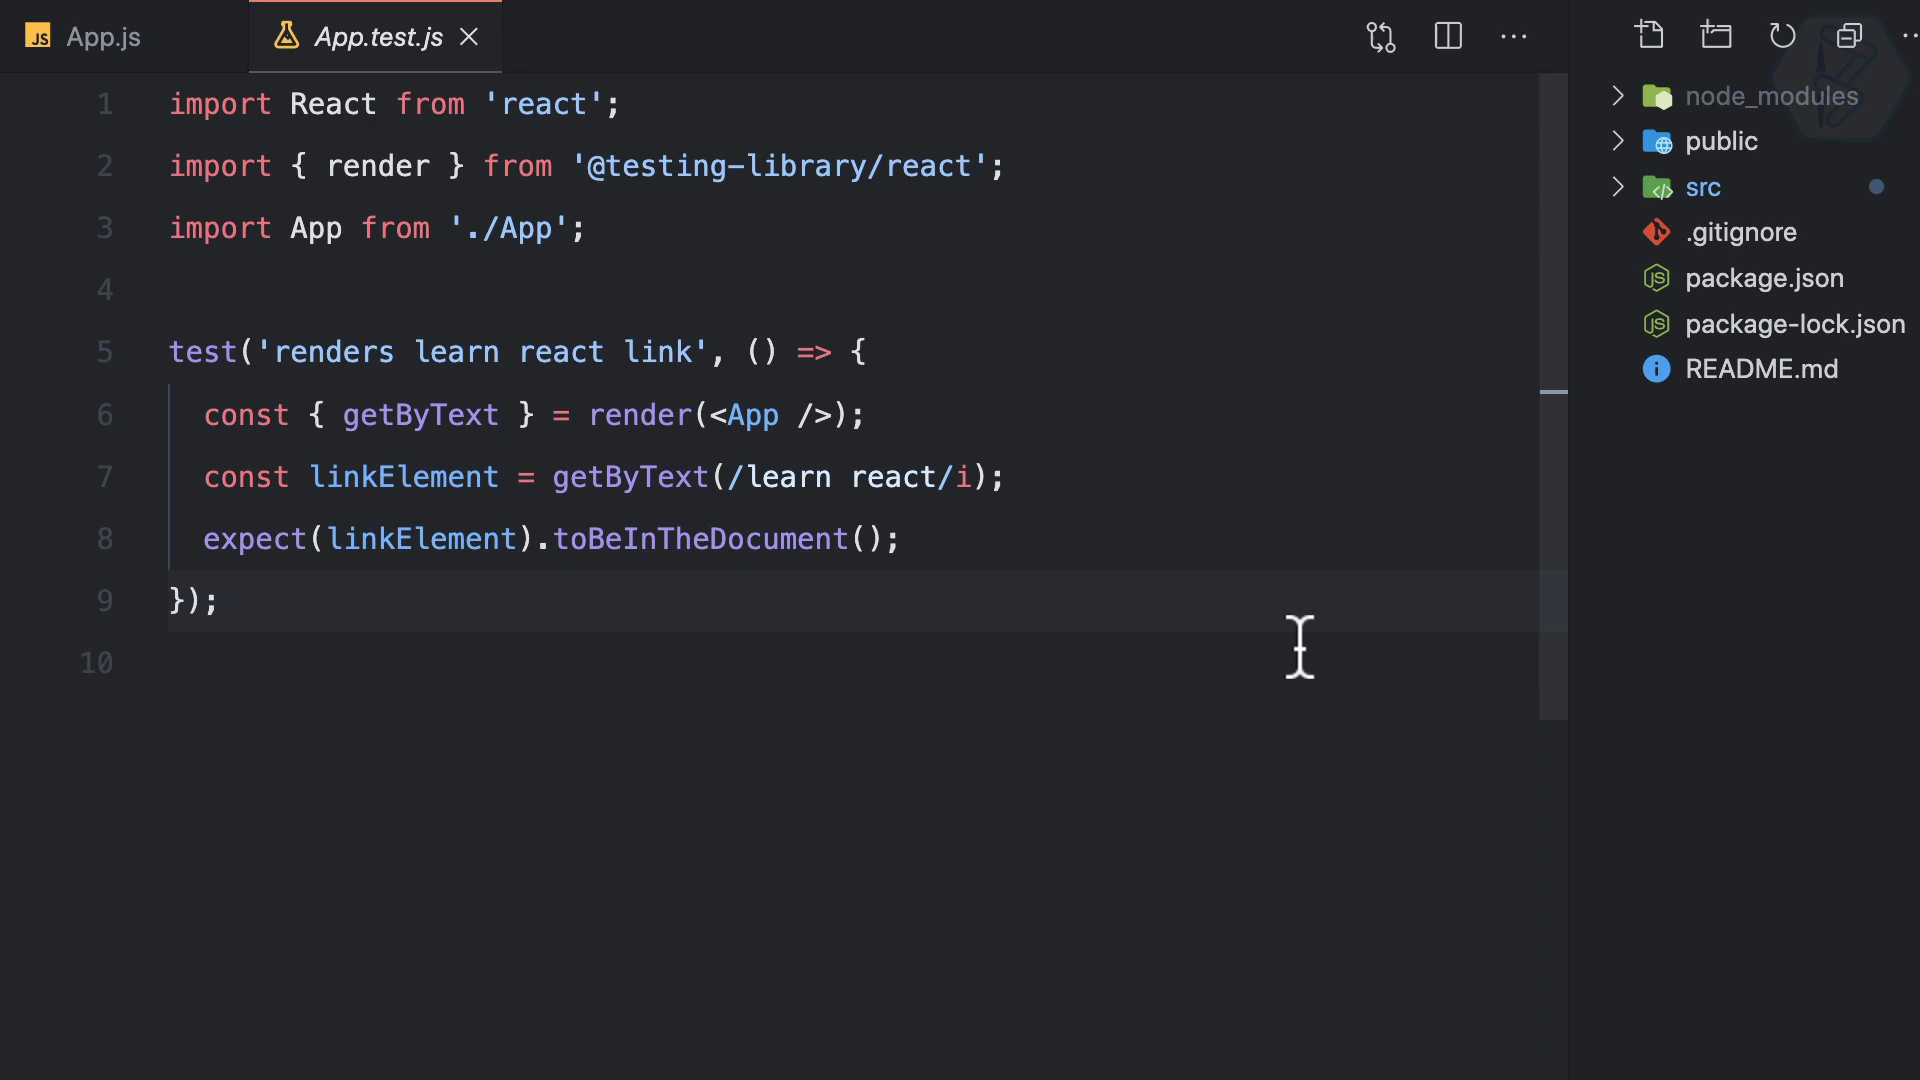 App.js
App.test.js
1 import React from 'react';
2 import { render } from '@testing-library/react';
3 import App from './App';
4
5 test('renders learn react link', () => {
6 const { getByText } = render(<App />);
7 const linkElement = getByText(/learn react/i);
8 expect(linkElement).toBeInTheDocument();
9 });
10
node_modules
public
src
.gitignore
package.json
package-lock.json
README.md